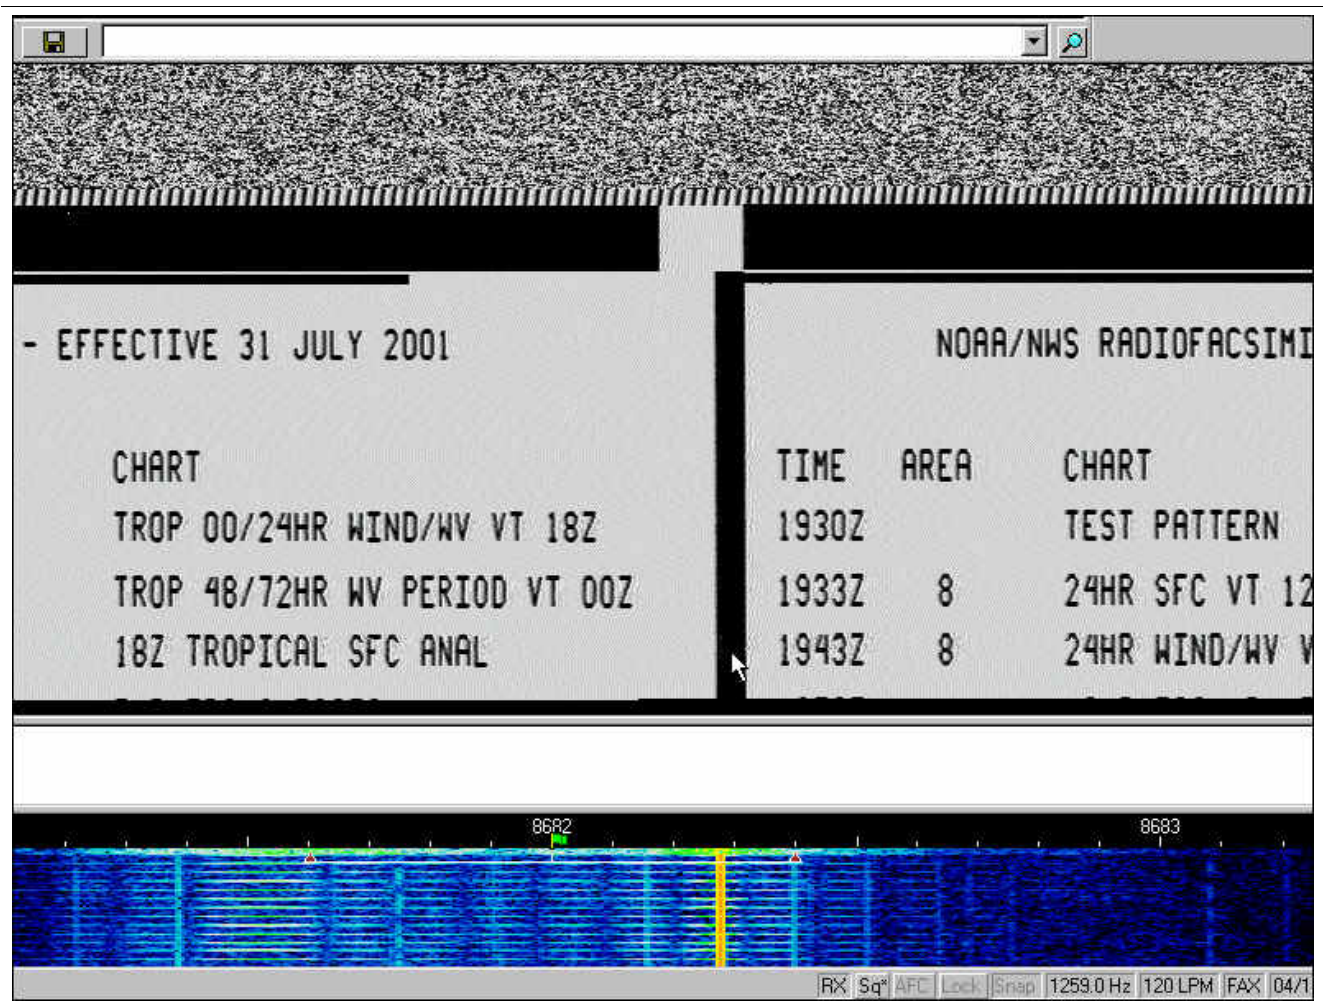 - EFFECTIVE 31 JULY 2001
NOAA/NWS RADIOFACSIMI
CHART
TROP 00/24HR WIND/WV VT 18Z
TROP 48/72HR WV PERIOD VT 00Z
18Z TROPICAL SFC ANAL
TIME AREA CHART
1930Z TEST PATTERN
1933Z 8 24HR SFC VT 12
1943Z 8 24HR WIND/WV V
8682 8683
RX Sq* AFC Lock Snap 1259.0 Hz 120 LPM FAX 04/1